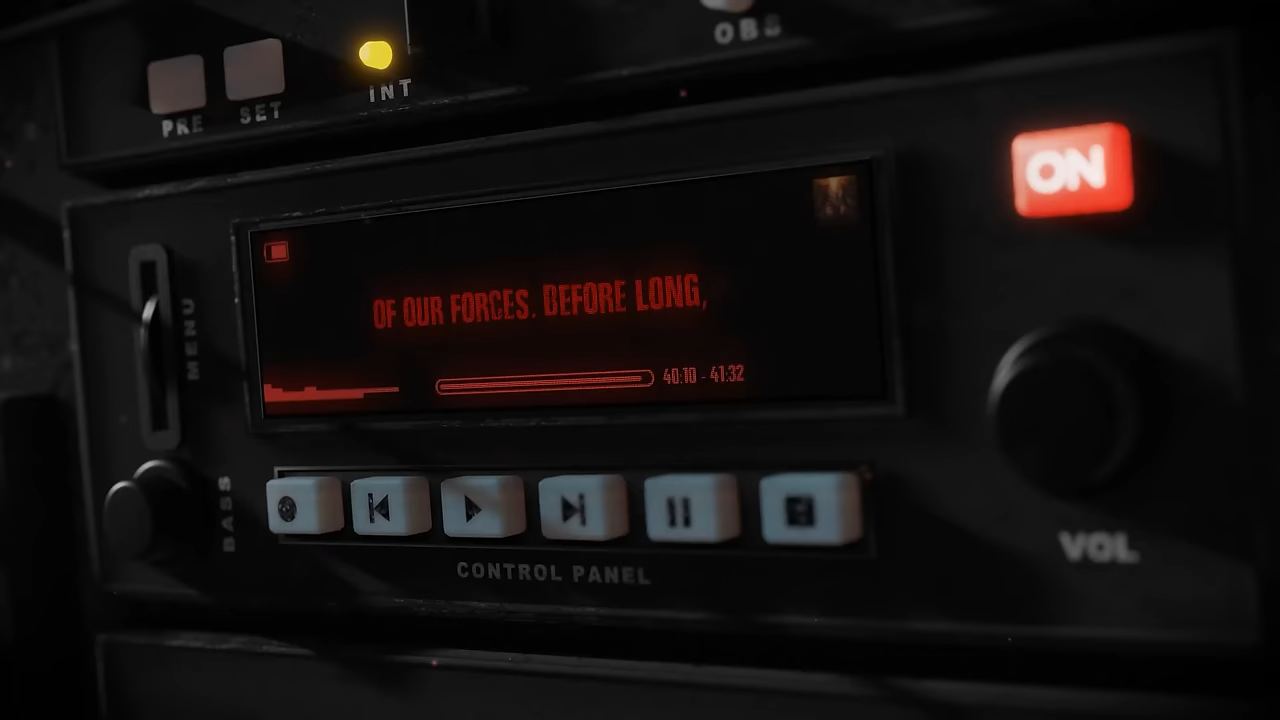 OBS
INT
SET
PRE
ON
OF OUR FORCES. BEFORE LONG,
40:10 - 41:32
MENU
BASS
VOL
CONTROL PANEL